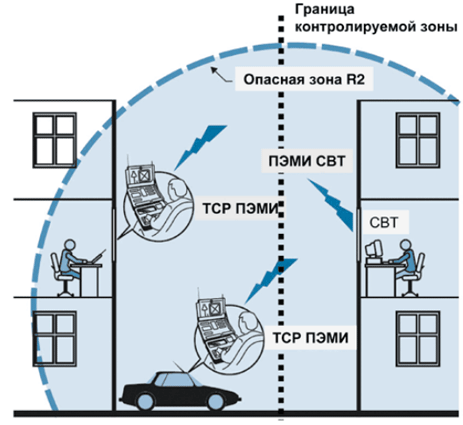 Граница
контролируемой зоны
Опасная зона R2
ПЭМИ СВТ
ТСР ПЭМИ
СВТ
ТСР ПЭМИ